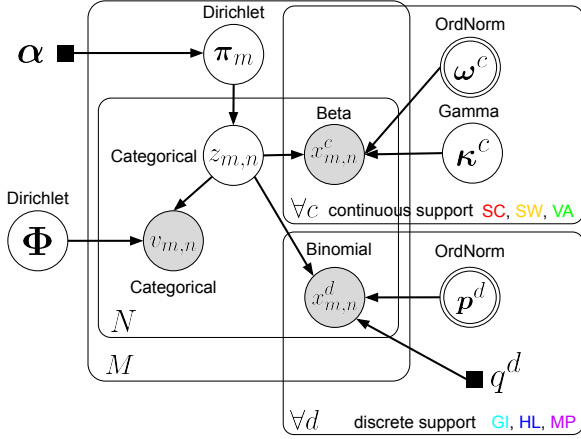 Dirichlet
OrdNorm
α
π_m
ω^c
Beta
Gamma
Categorical
z_{m,n}
x^c_{m,n}
κ^c
Dirichlet
∀c continuous support SC, SW, VA
Φ
v_{m,n}
Binomial
OrdNorm
Categorical
x^d_{m,n}
p^d
N
M
q^d
∀d discrete support GI, HL, MP